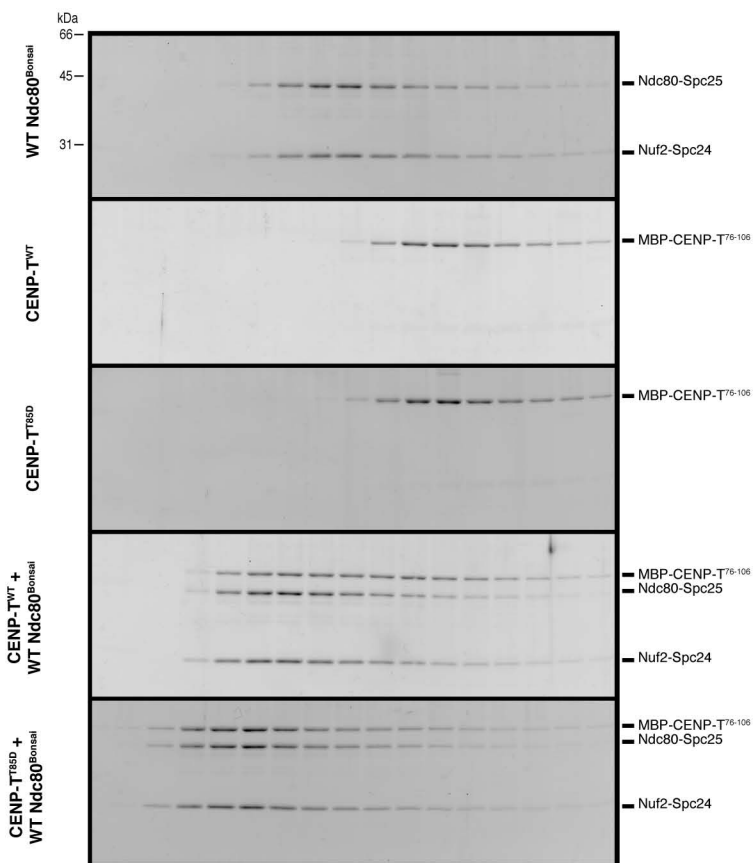 kDa
66
45
31
WT Ndc80Bonsai
Ndc80-Spc25
Nuf2-Spc24
CENP-TWT
MBP-CENP-T76-106
CENP-TT85D
MBP-CENP-T76-106
CENP-TWT +
WT Ndc80Bonsai
MBP-CENP-T76-106
Ndc80-Spc25
Nuf2-Spc24
CENP-TT85D +
WT Ndc80Bonsai
MBP-CENP-T76-106
Ndc80-Spc25
Nuf2-Spc24